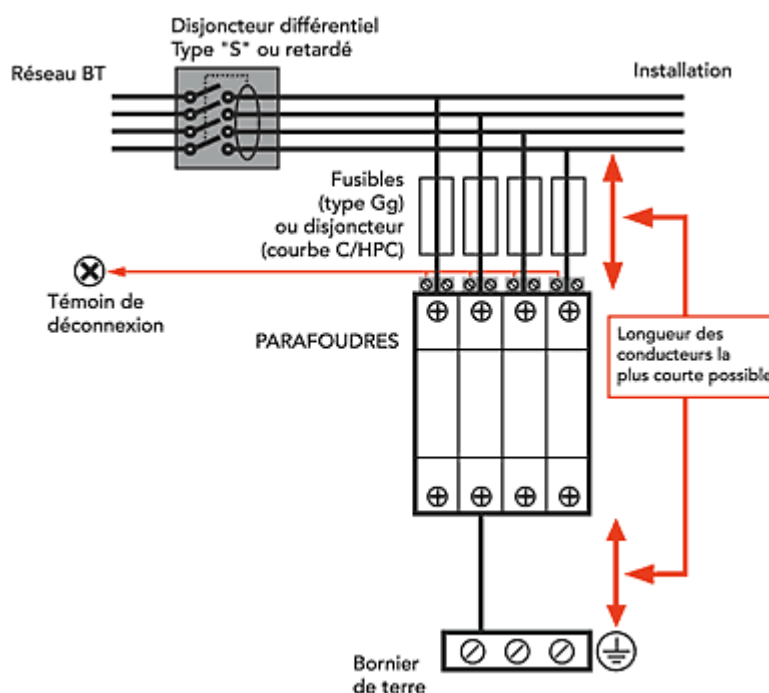 Disjoncteur différentiel
Type "S" ou retardé
Réseau BT
Installation
Fusibles
(type Gg)
ou disjoncteur
(courbe C/HPC)
Témoin de
déconnexion
PARAFOUDRES
Longueur des
conducteurs la
plus courte possible
Bornier
de terre